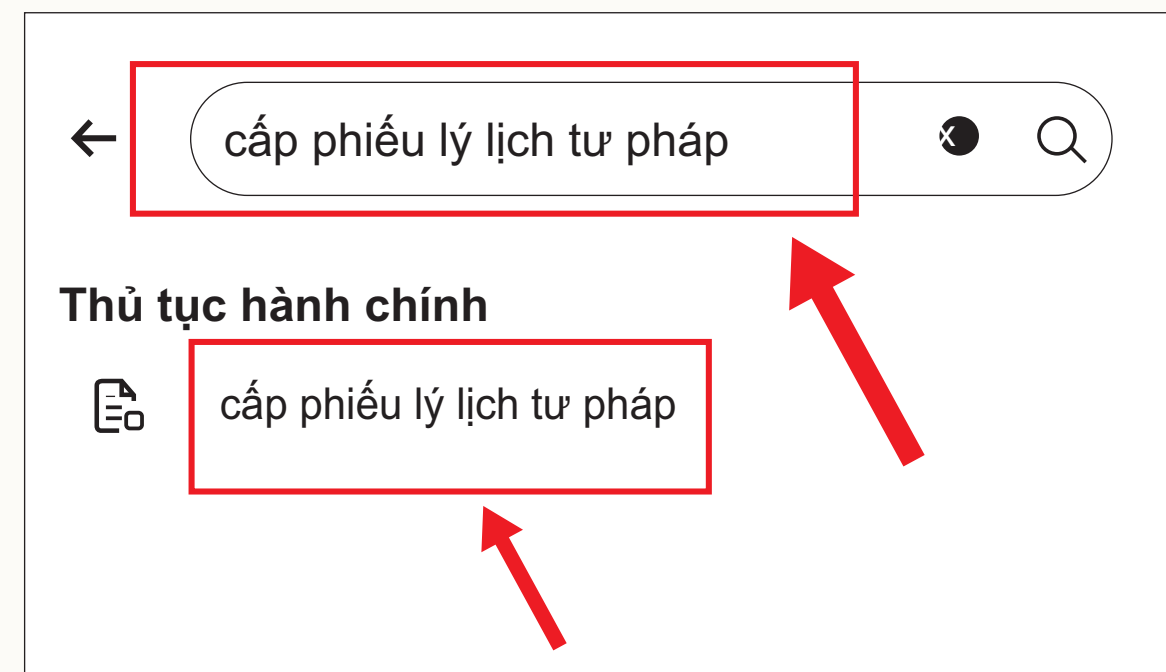 cấp phiếu lý lịch tư pháp
x
Thủ tục hành chính
cấp phiếu lý lịch tư pháp